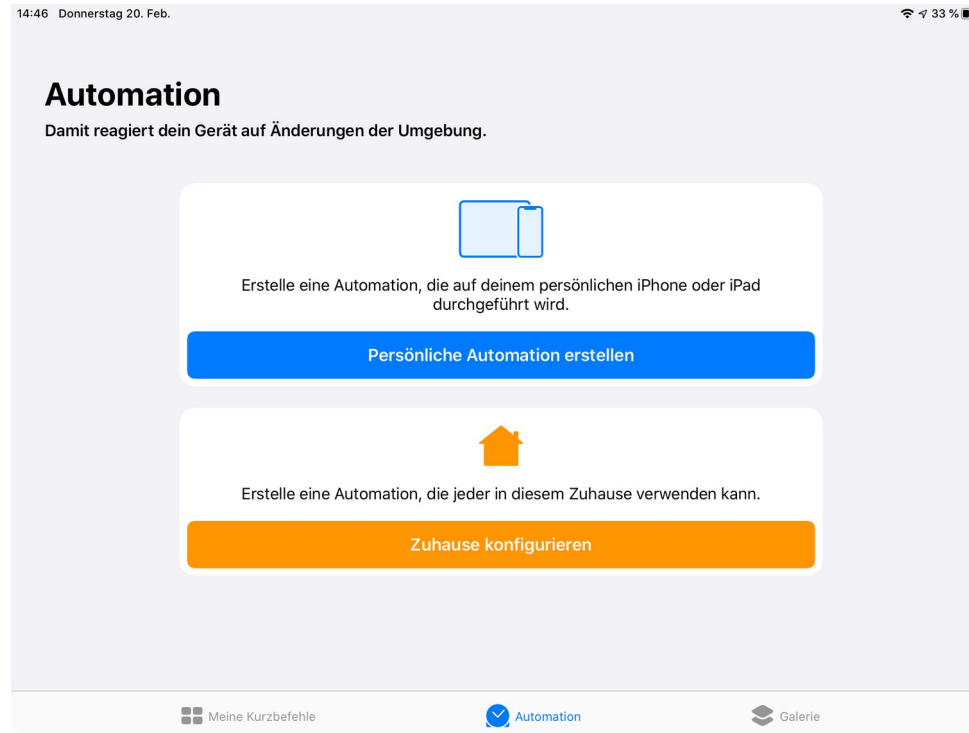 14:46 Donnerstag 20. Feb. 33 %
Automation
Damit reagiert dein Gerät auf Änderungen der Umgebung.
Erstelle eine Automation, die auf deinem persönlichen iPhone oder iPad
durchgeführt wird.
Persönliche Automation erstellen
Erstelle eine Automation, die jeder in diesem Zuhause verwenden kann.
Zuhause konfigurieren
Meine Kurzbefehle Automation Galerie